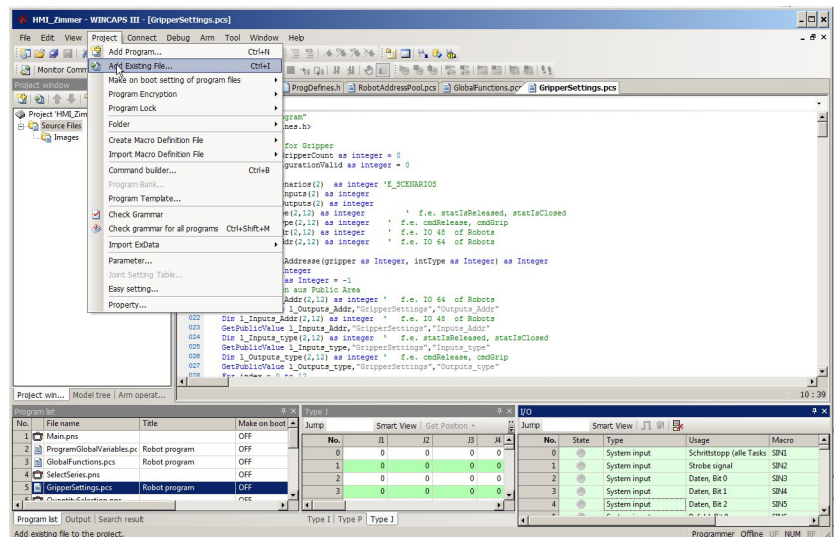 HMI_Zimmer - WINCAPS III - [GripperSettings.pcs]
File Edit View Project Connect Debug Arm Tool Window Help
Add Program... Ctrl+N
Monitor Comm
Add Existing File... Ctrl+I
Make on boot setting of program files
Project window
ProgDefines.h RobotAddressPool.pcs GlobalFunctions.pcs GripperSettings.pcs
Program Encryption
Program Lock
Project 'HMI_Zim
Source Files
Folder
Images
Create Macro Definition File
Import Macro Definition File
for Gripper
GripperCount as integer = 0
Command builder... Ctrl+B
gurationValid as integer = 0
Program Bank...
enarios(2) as integer 'E_SCENARIOS
Program Template...
nputs(2) as integer
utputs(2) as integer
Check Grammar
pe(2,12) as integer ' f.e. statIsReleased, statIsClosed
ype(2,12) as integer ' f.e. cmdRelease, cmdGrip
Check grammar for all programs Ctrl+Shift+M
dr(2,12) as integer ' f.e. IO 48 of Robots
ddr(2,12) as integer ' f.e. IO 64 of Robots
Import ExData
Parameter...
Addresse(gripper as Integer, intType as Integer) as Integer
Joint Setting Table...
nteger
as Integer = -1
Easy setting...
n aus Public Area
Property...
Addr(2,12) as integer ' f.e. IO 64 of Robots
l_Outputs_Addr,"GripperSettings","Outputs_Addr"
022 Dim l_Inputs_Addr(2,12) as integer ' f.e. IO 48 of Robots
023 GetPublicValue l_Inputs_Addr,"GripperSettings","Inputs_Addr"
024 Dim l_Inputs_type(2,12) as integer ' f.e. statIsReleased, statIsClosed
025 GetPublicValue l_Inputs_type,"GripperSettings","Inputs_type"
026 Dim l_Outputs_type(2,12) as integer ' f.e. cmdRelease, cmdGrip
027 GetPublicValue l_Outputs_type,"GripperSettings","Outputs_type"
028 For index = 0 to 12
Project win... Model tree Arm operat...
10 : 39
Program list Type J I/O
No. File name Title Make on boot
Jump Smart View Get Position
Jump Smart View
1 Main.pns OFF
No. J1 J2 J3 J4
No. State Type Usage Macro
2 ProgramGlobalVariables.pc Robot program OFF
0 0 0 0 0
0 System input Schrittstopp (alle Tasks SIN1
3 GlobalFunctions.pcs Robot program OFF
1 0 0 0 0
1 System input Strobe signal SIN2
4 SelectSeries.pns OFF
2 0 0 0 0
2 System input Daten, Bit 0 SIN3
5 GripperSettings.pcs Robot program OFF
3 0 0 0 0
3 System input Daten, Bit 1 SIN4
6 QuantitySelection.pns OFF
4 System input Daten, Bit 2 SIN5
Program list Output Search result
Type I Type P Type J
Add existing file to the project.
Programmer Offline UF NUM RF